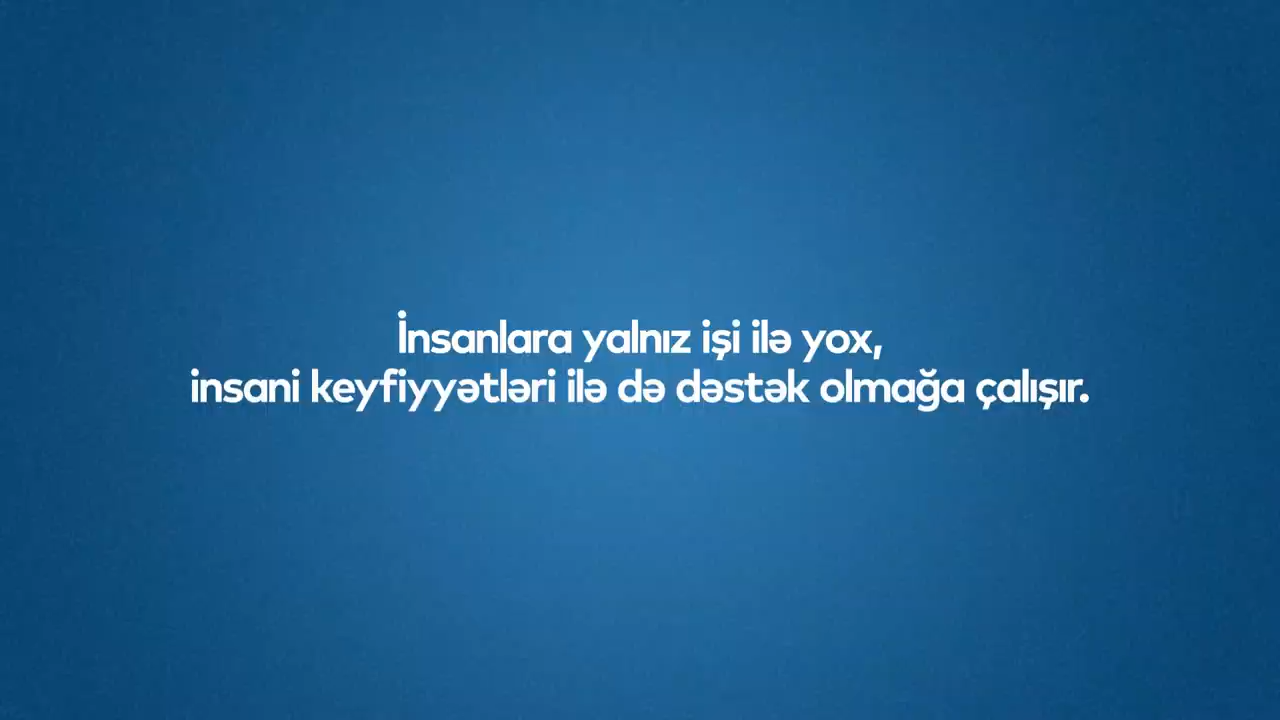 İnsanlara yalnız işi ilə yox,
insani keyfiyyətləri ilə də dəstək olmağa çalışır.